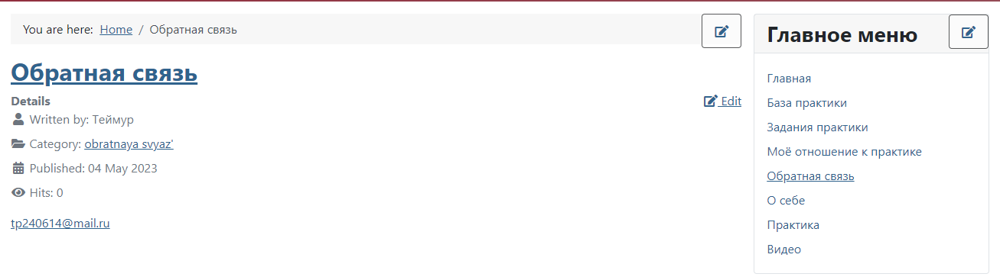 You are here: Home / Обратная связь
Обратная связь
Details
Edit
Written by: Теймур
Category: obratnaya svyaz'
Published: 04 May 2023
Hits: 0
tp240614@mail.ru
Главное меню
Главная
База практики
Задания практики
Моё отношение к практике
Обратная связь
О себе
Практика
Видео